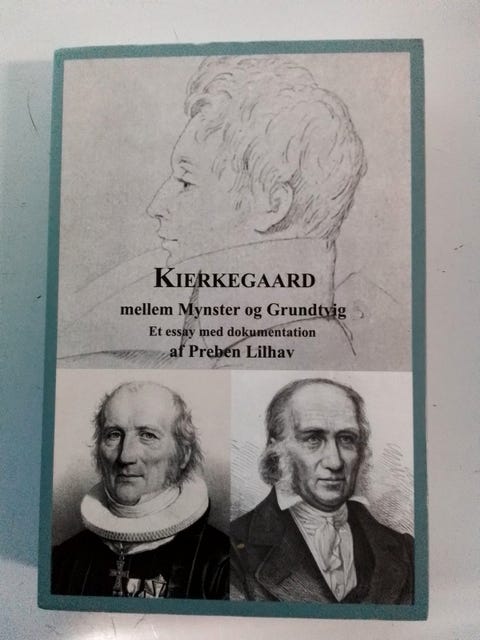 KIERKEGAARD
mellem Mynster og Grundtvig
Et essay med dokumentation
af Preben Lilhav